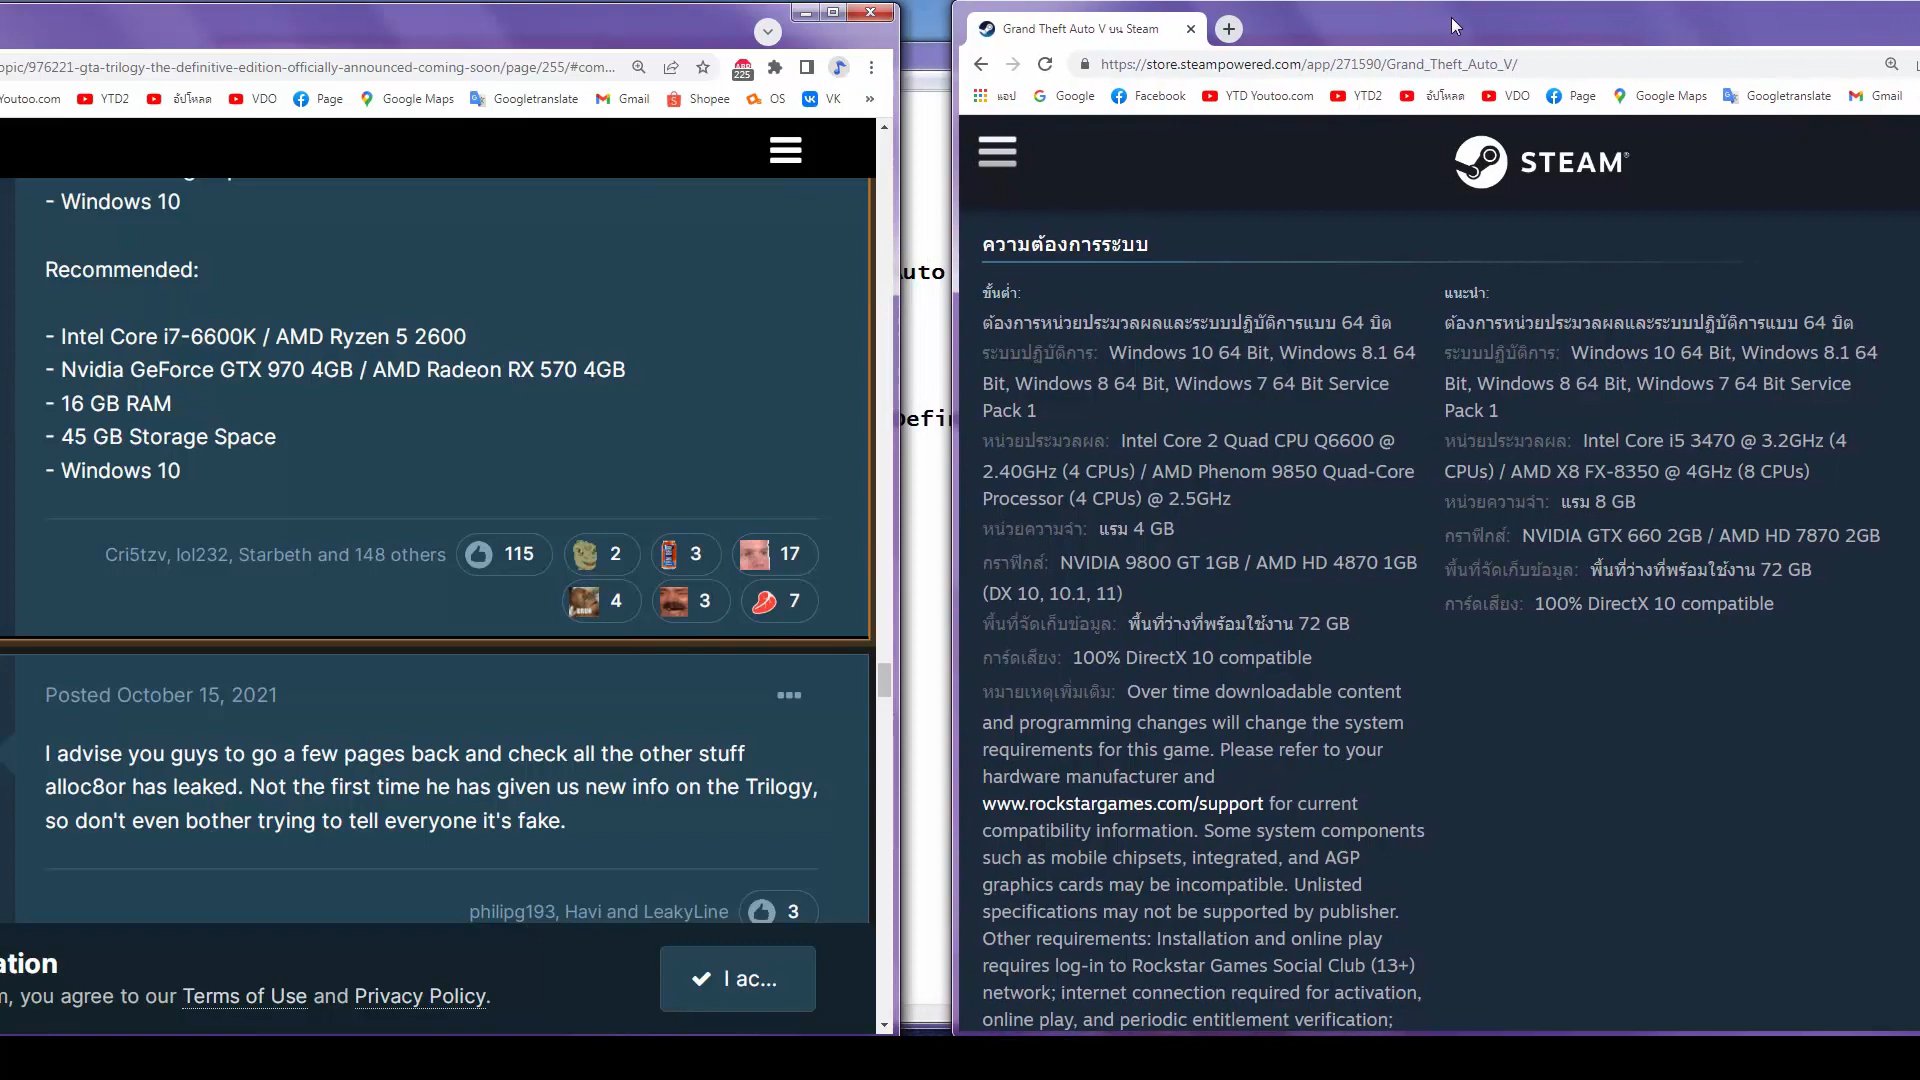 opic/976221-gta-trilogy-the-definitive-edition-officially-announced-coming-soon/page/255/#com...
225
Youtoo.com YTD2 อัปโหลด VDO Page Google Maps Googletranslate Gmail Shopee OS VK »
- Windows 10
Recommended:
- Intel Core i7-6600K / AMD Ryzen 5 2600
- Nvidia GeForce GTX 970 4GB / AMD Radeon RX 570 4GB
- 16 GB RAM
- 45 GB Storage Space
- Windows 10
Cri5tzv, lol232, Starbeth and 148 others 115 2 3 17
4 3 7
Posted October 15, 2021
I advise you guys to go a few pages back and check all the other stuff
alloc8or has leaked. Not the first time he has given us new info on the Trilogy,
so don't even bother trying to tell everyone it's fake.
philipg193, Havi and LeakyLine 3
ation
m, you agree to our Terms of Use and Privacy Policy.
I ac...
Auto
Defin
Grand Theft Auto V บน Steam
https://store.steampowered.com/app/271590/Grand_Theft_Auto_V/
แอป Google Facebook YTD Youtoo.com YTD2 อัปโหลด VDO Page Google Maps Googletranslate Gmail
STEAM®
ความต้องการระบบ
ขั้นต่ำ:
ต้องการหน่วยประมวลผลและระบบปฏิบัติการแบบ 64 บิต
ระบบปฏิบัติการ: Windows 10 64 Bit, Windows 8.1 64
Bit, Windows 8 64 Bit, Windows 7 64 Bit Service
Pack 1
หน่วยประมวลผล: Intel Core 2 Quad CPU Q6600 @
2.40GHz (4 CPUs) / AMD Phenom 9850 Quad-Core
Processor (4 CPUs) @ 2.5GHz
หน่วยความจำ: แรม 4 GB
กราฟิกส์: NVIDIA 9800 GT 1GB / AMD HD 4870 1GB
(DX 10, 10.1, 11)
พื้นที่จัดเก็บข้อมูล: พื้นที่ว่างที่พร้อมใช้งาน 72 GB
การ์ดเสียง: 100% DirectX 10 compatible
หมายเหตุเพิ่มเติม: Over time downloadable content
and programming changes will change the system
requirements for this game. Please refer to your
hardware manufacturer and
www.rockstargames.com/support for current
compatibility information. Some system components
such as mobile chipsets, integrated, and AGP
graphics cards may be incompatible. Unlisted
specifications may not be supported by publisher.
Other requirements: Installation and online play
requires log-in to Rockstar Games Social Club (13+)
network; internet connection required for activation,
online play, and periodic entitlement verification;
แนะนำ:
ต้องการหน่วยประมวลผลและระบบปฏิบัติการแบบ 64 บิต
ระบบปฏิบัติการ: Windows 10 64 Bit, Windows 8.1 64
Bit, Windows 8 64 Bit, Windows 7 64 Bit Service
Pack 1
หน่วยประมวลผล: Intel Core i5 3470 @ 3.2GHz (4
CPUs) / AMD X8 FX-8350 @ 4GHz (8 CPUs)
หน่วยความจำ: แรม 8 GB
กราฟิกส์: NVIDIA GTX 660 2GB / AMD HD 7870 2GB
พื้นที่จัดเก็บข้อมูล: พื้นที่ว่างที่พร้อมใช้งาน 72 GB
การ์ดเสียง: 100% DirectX 10 compatible